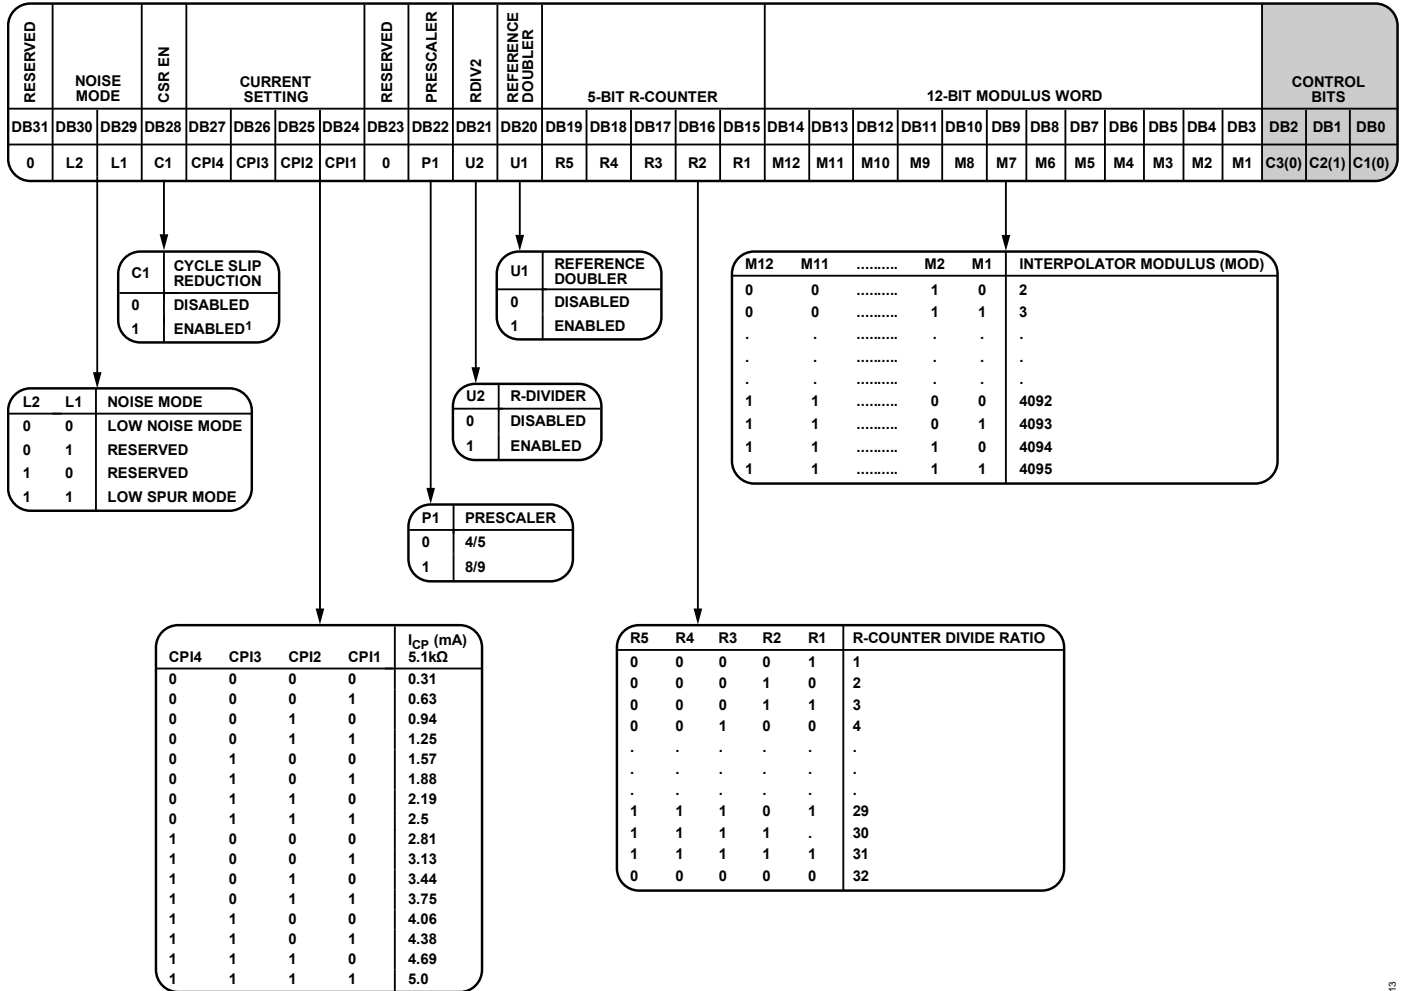 RESERVED
NOISE MODE
CSR EN
CURRENT SETTING
RESERVED
PRESCALER
RDIV2
REFERENCE DOUBLER
5-BIT R-COUNTER
12-BIT MODULUS WORD
CONTROL BITS
DB31 DB30 DB29 DB28 DB27 DB26 DB25 DB24 DB23 DB22 DB21 DB20 DB19 DB18 DB17 DB16 DB15 DB14 DB13 DB12 DB11 DB10 DB9 DB8 DB7 DB6 DB5 DB4 DB3 DB2 DB1 DB0
0 L2 L1 C1 CPI4 CPI3 CPI2 CPI1 0 P1 U2 U1 R5 R4 R3 R2 R1 M12 M11 M10 M9 M8 M7 M6 M5 M4 M3 M2 M1 C3(0) C2(1) C1(0)
C1 CYCLE SLIP REDUCTION
0 DISABLED
1 ENABLED1
U1 REFERENCE DOUBLER
0 DISABLED
1 ENABLED
M12 M11 .......... M2 M1 INTERPOLATOR MODULUS (MOD)
0 0 .......... 1 0 2
0 0 .......... 1 1 3
. . .......... . . .
. . .......... . . .
. . .......... . . .
1 1 .......... 0 0 4092
1 1 .......... 0 1 4093
1 1 .......... 1 0 4094
1 1 .......... 1 1 4095
L2 L1 NOISE MODE
0 0 LOW NOISE MODE
0 1 RESERVED
1 0 RESERVED
1 1 LOW SPUR MODE
U2 R-DIVIDER
0 DISABLED
1 ENABLED
P1 PRESCALER
0 4/5
1 8/9
CPI4 CPI3 CPI2 CPI1 ICP (mA) 5.1kΩ
0 0 0 0 0.31
0 0 0 1 0.63
0 0 1 0 0.94
0 0 1 1 1.25
0 1 0 0 1.57
0 1 0 1 1.88
0 1 1 0 2.19
0 1 1 1 2.5
1 0 0 0 2.81
1 0 0 1 3.13
1 0 1 0 3.44
1 0 1 1 3.75
1 1 0 0 4.06
1 1 0 1 4.38
1 1 1 0 4.69
1 1 1 1 5.0
R5 R4 R3 R2 R1 R-COUNTER DIVIDE RATIO
0 0 0 0 1 1
0 0 0 1 0 2
0 0 0 1 1 3
0 0 1 0 0 4
. . . . . .
. . . . . .
. . . . . .
1 1 1 0 1 29
1 1 1 1 . 30
1 1 1 1 1 31
0 0 0 0 0 32
13